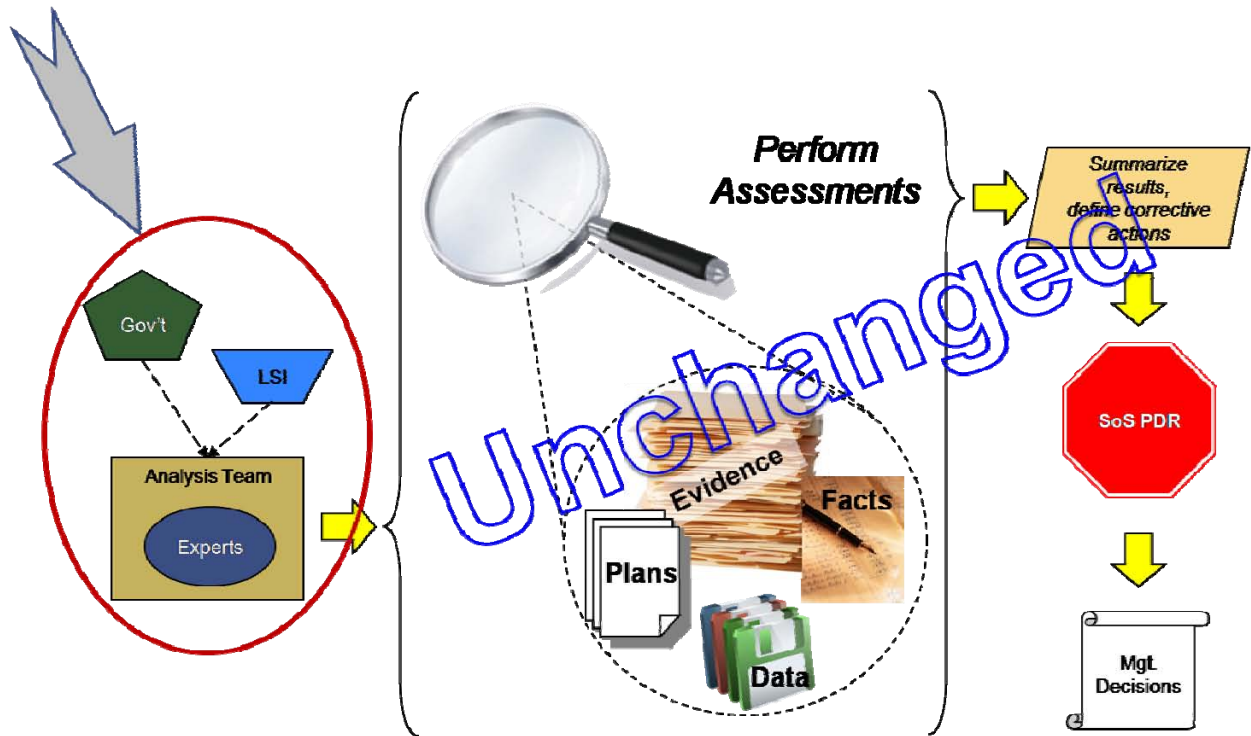 Gov't
LSI
Analysis Team
Experts
Perform
Assessments
Evidence
Facts
Plans
Data
Unchanged
Summarize
results,
define corrective
actions
SoS PDR
Mgt.
Decisions